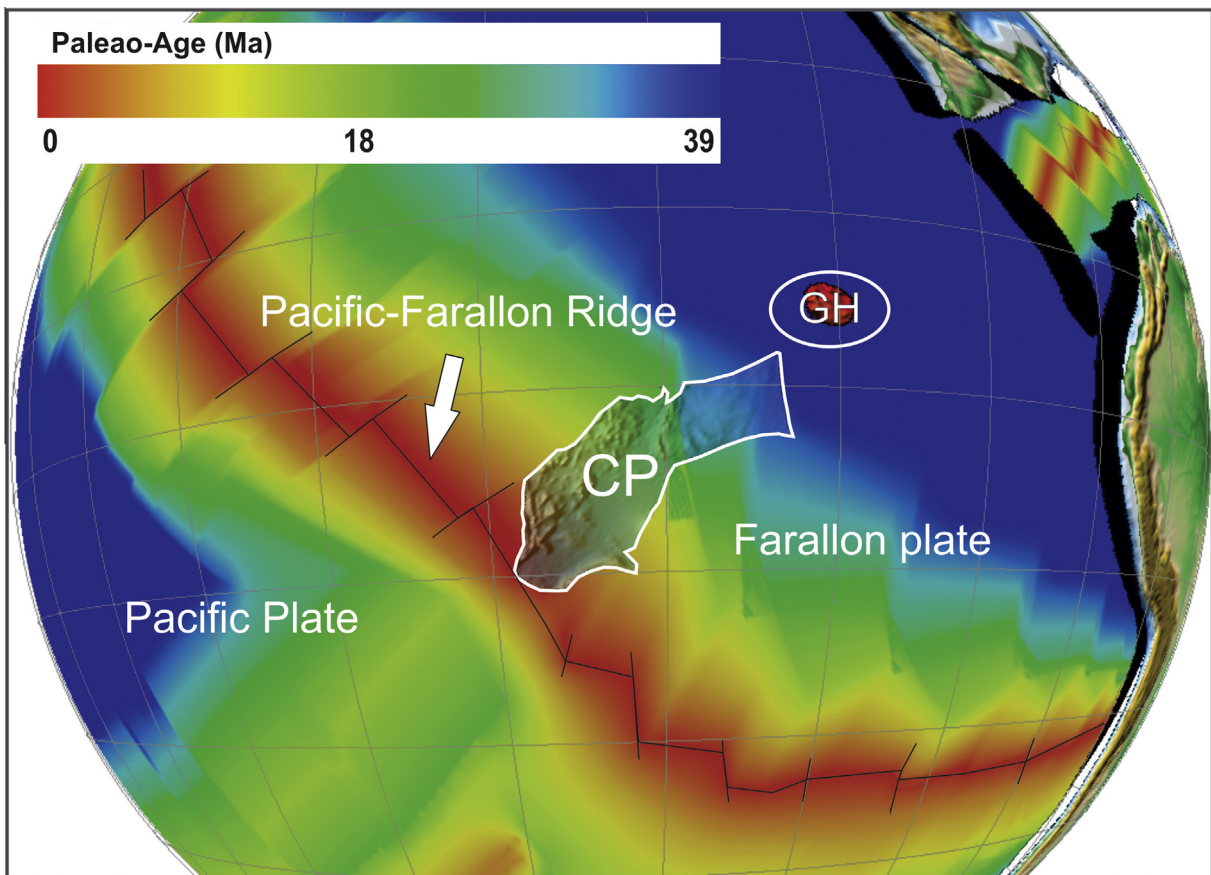 Paleao-Age (Ma)
0 18 39
GH
Pacific-Farallon Ridge
CP
Farallon plate
Pacific Plate